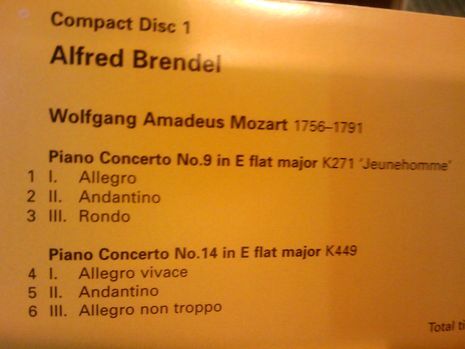 Compact Disc 1
Alfred Brendel
Wolfgang Amadeus Mozart 1756–1791
Piano Concerto No.9 in E flat major K271 'Jeunehomme'
1 I. Allegro
2 II. Andantino
3 III. Rondo
Piano Concerto No.14 in E flat major K449
4 I. Allegro vivace
5 II. Andantino
6 III. Allegro non troppo
Total